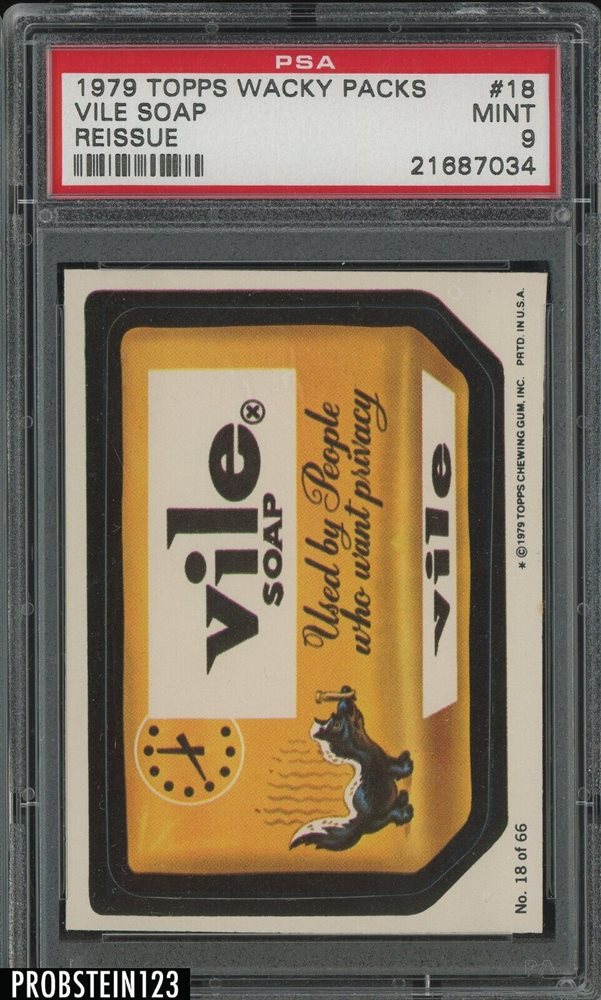 PSA
1979 TOPPS WACKY PACKS #18
VILE SOAP MINT
REISSUE 9
21687034
vile®
SOAP
Used by People
who want privacy
vile
No. 18 of 66
* © 1979 TOPPS CHEWING GUM, INC. PRTD. IN U.S.A.
PROBSTEIN123